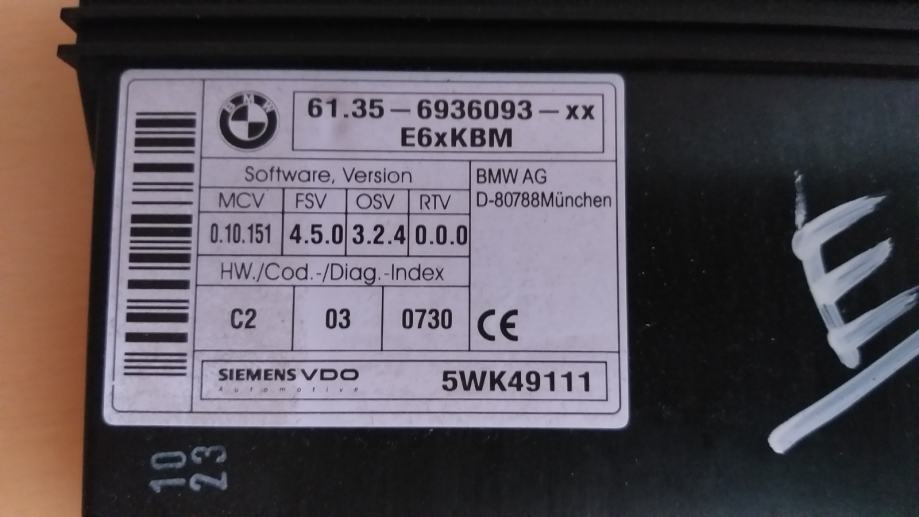 BMW
61.35-6936093-xx
E6xKBM
Software, Version
MCV FSV OSV RTV
0.10.151 4.5.0 3.2.4 0.0.0
HW./Cod.-/Diag.-Index
C2 03 0730
BMW AG
D-80788München
CE
SIEMENS VDO
Automotive
5WK49111
10
23
E